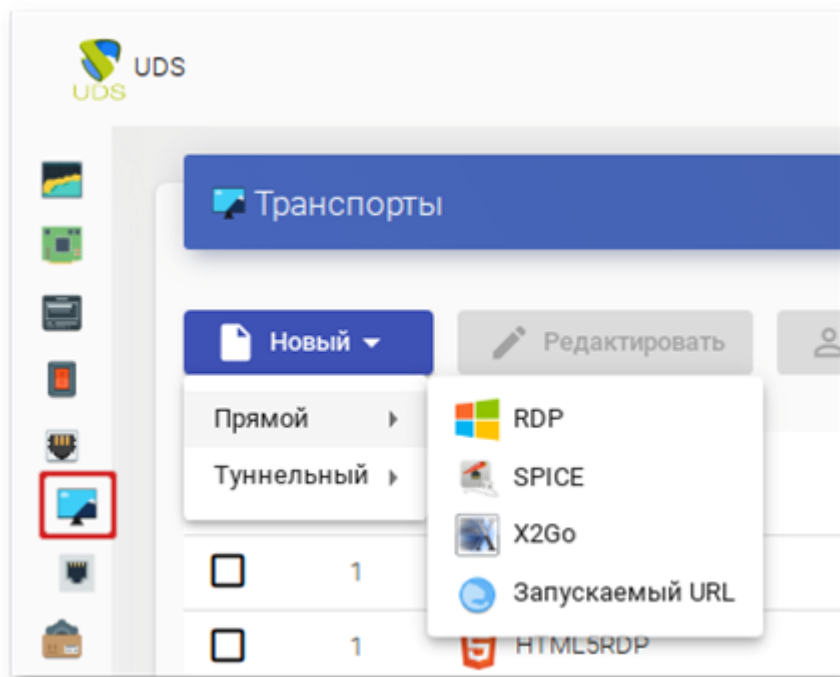 UDS
UDS
Транспорты
Новый
Редактировать
Прямой
Туннельный
RDP
SPICE
X2Go
Запускаемый URL
1
1
HTML5RDP